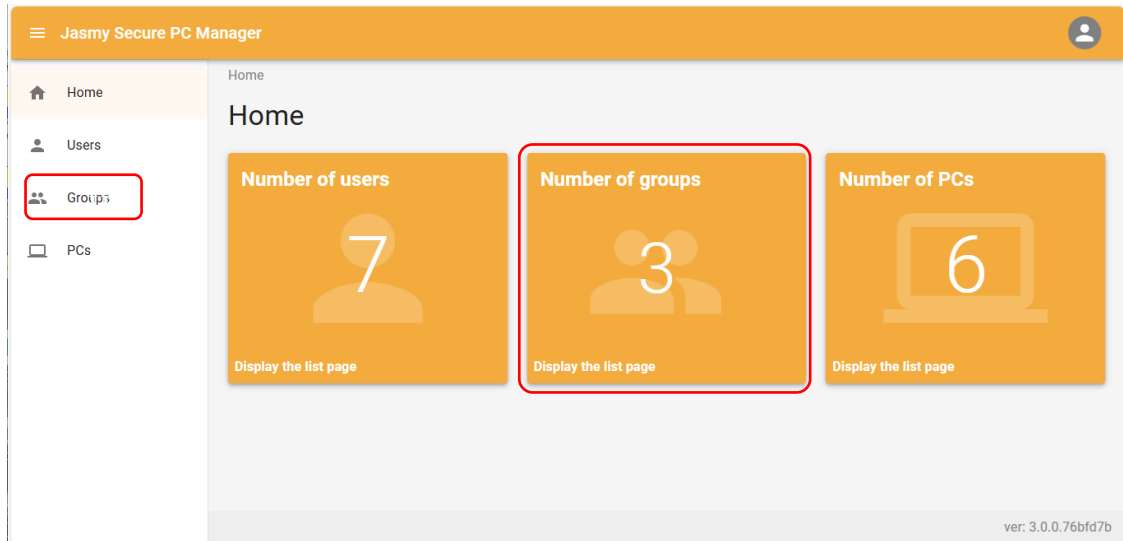 Jasmy Secure PC Manager
Home
Users
Groups
PCs
Home
Home
Number of users
7
Display the list page
Number of groups
3
Display the list page
Number of PCs
6
Display the list page
ver: 3.0.0.76bfd7b